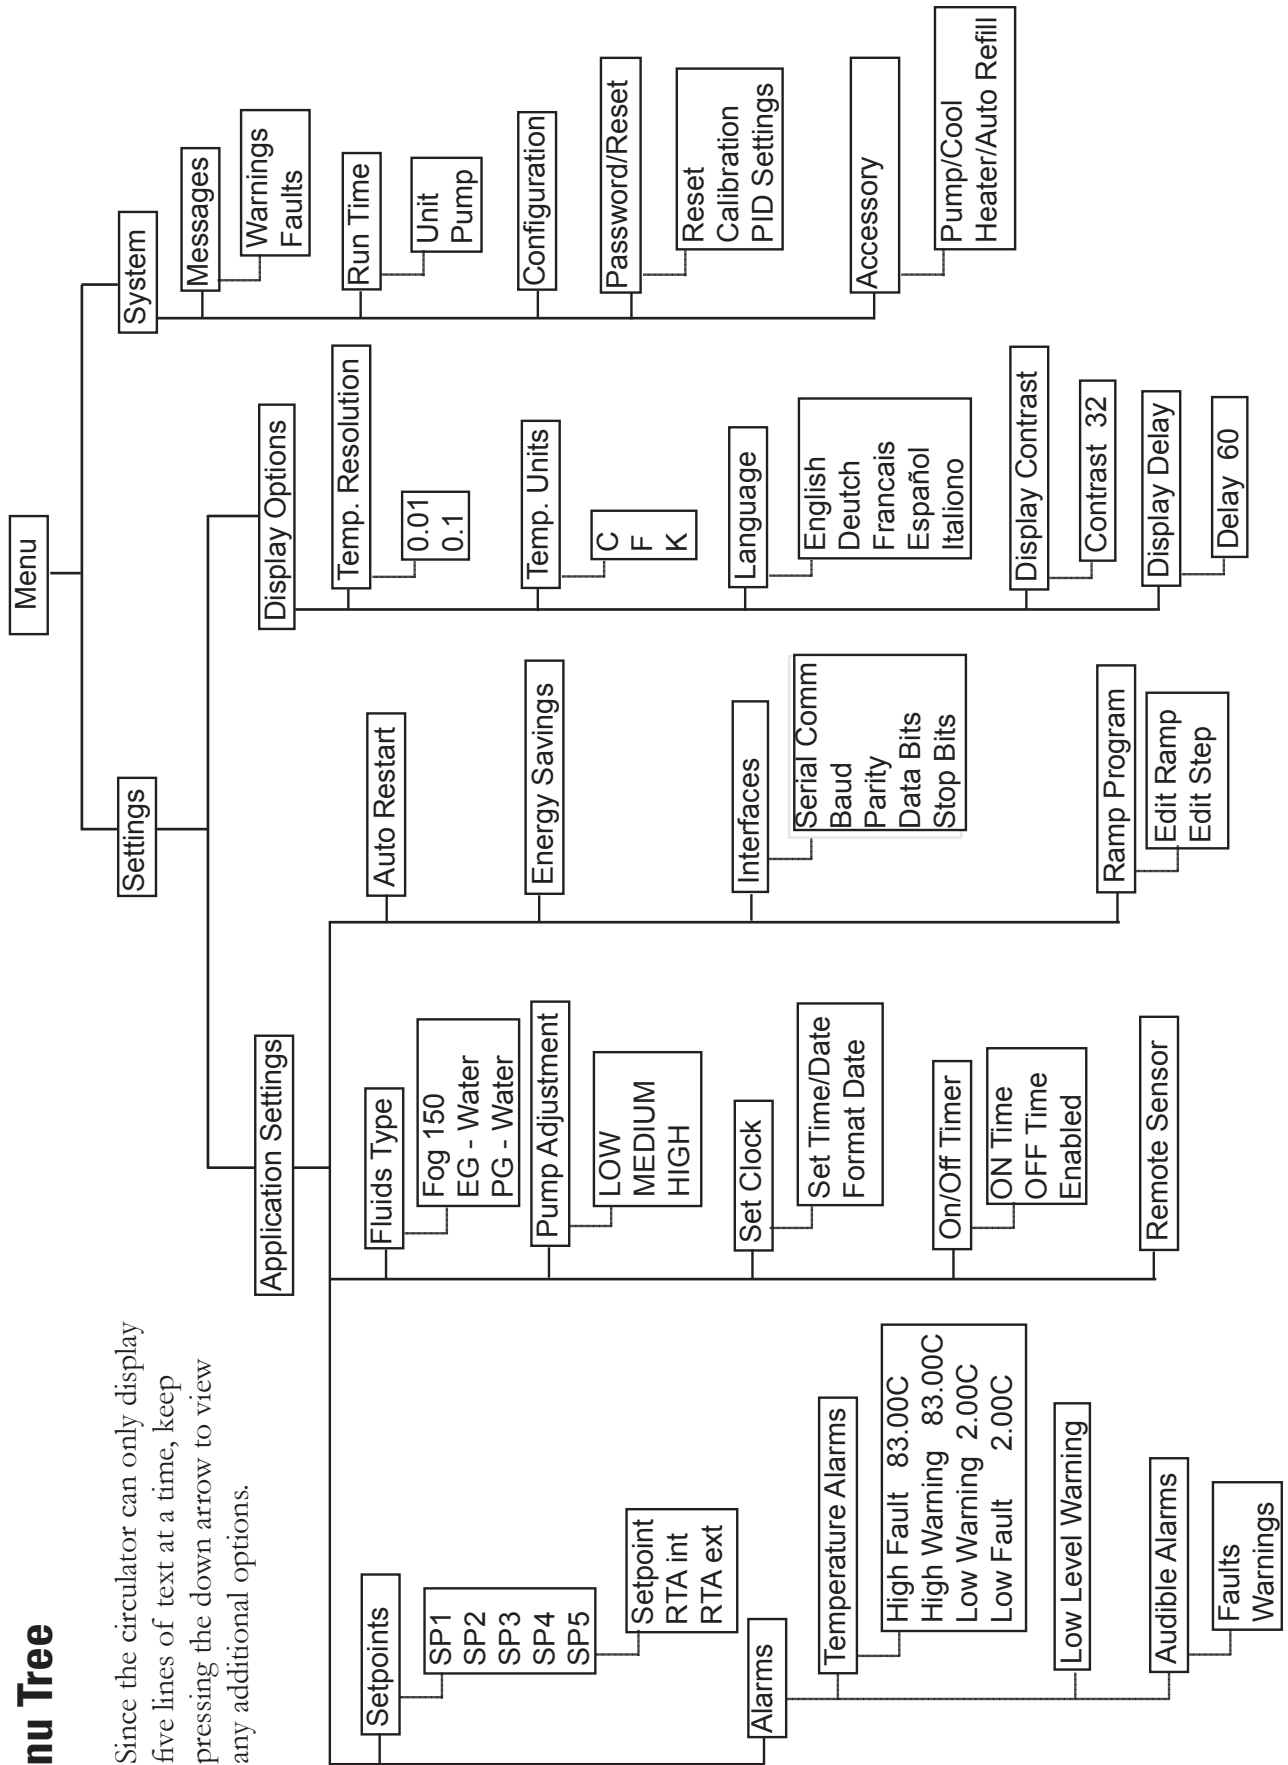 nu Tree
Since the circulator can only display
five lines of text at a time, keep
pressing the down arrow to view
any additional options.
Menu
Settings
System
Application Settings
Display Options
Setpoints
SP1
SP2
SP3
SP4
SP5
Setpoint
RTA int
RTA ext
Alarms
Temperature Alarms
High Fault 83.00C
High Warning 83.00C
Low Warning 2.00C
Low Fault 2.00C
Low Level Warning
Audible Alarms
Faults
Warnings
Fluids Type
Fog 150
EG - Water
PG - Water
Pump Adjustment
LOW
MEDIUM
HIGH
Set Clock
Set Time/Date
Format Date
On/Off Timer
ON Time
OFF Time
Enabled
Remote Sensor
Auto Restart
Energy Savings
Interfaces
Serial Comm
Baud
Parity
Data Bits
Stop Bits
Ramp Program
Edit Ramp
Edit Step
Temp. Resolution
0.01
0.1
Temp. Units
C
F
K
Language
English
Deutch
Francais
Español
Italiono
Display Contrast
Contrast 32
Display Delay
Delay 60
Messages
Warnings
Faults
Run Time
Unit
Pump
Configuration
Password/Reset
Reset
Calibration
PID Settings
Accessory
Pump/Cool
Heater/Auto Refill